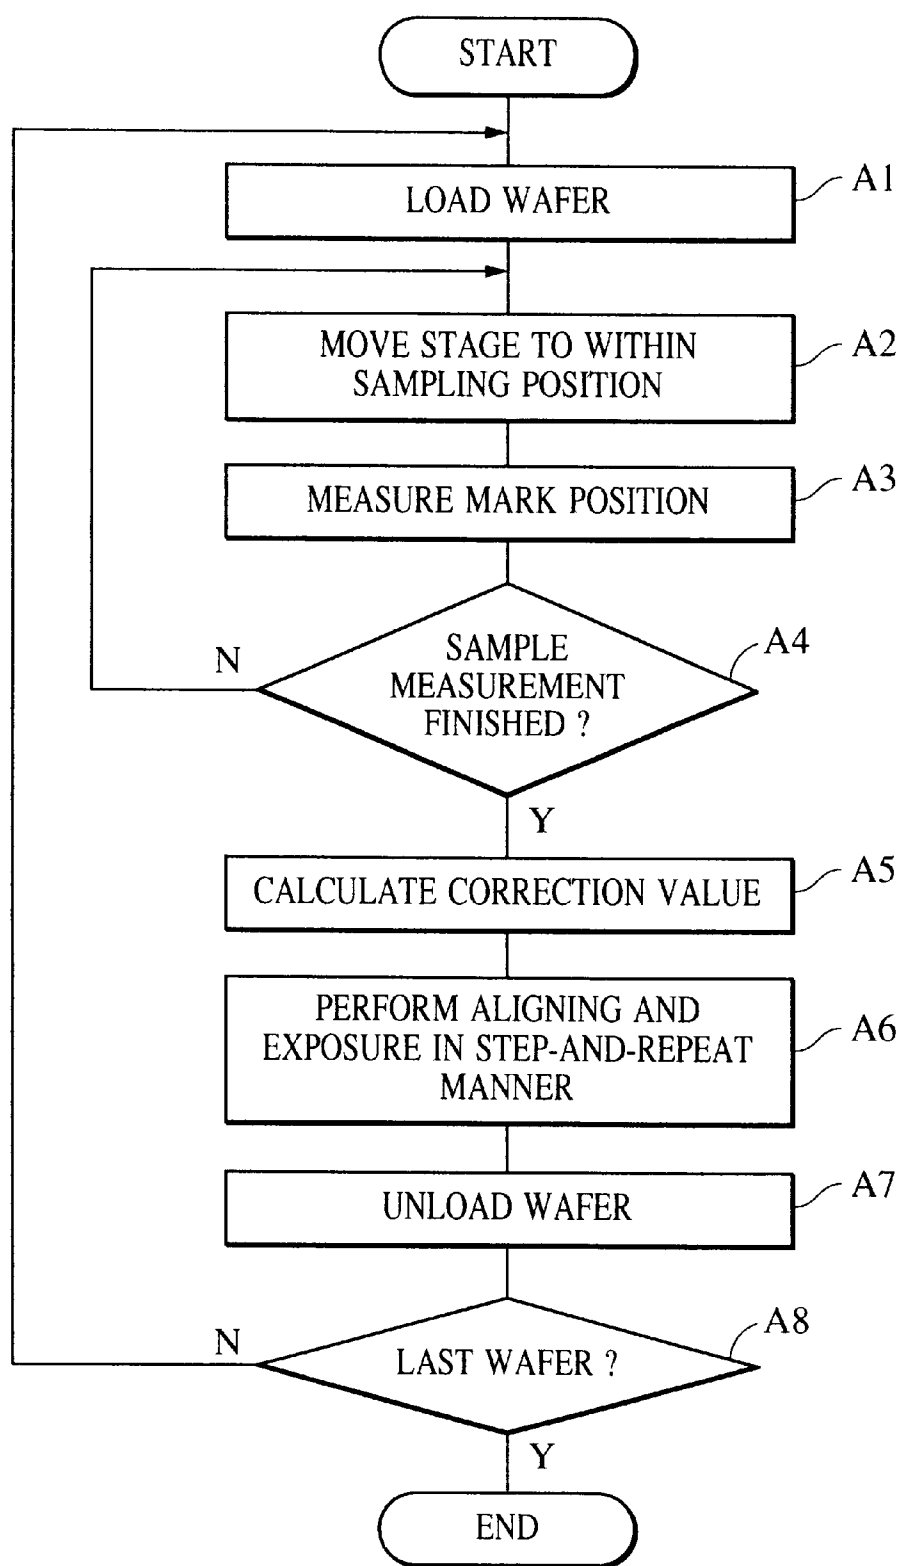 START
A1
LOAD WAFER
A2
MOVE STAGE TO WITHIN
SAMPLING POSITION
A3
MEASURE MARK POSITION
A4
N
SAMPLE
MEASUREMENT
FINISHED ?
Y
A5
CALCULATE CORRECTION VALUE
A6
PERFORM ALIGNING AND
EXPOSURE IN STEP-AND-REPEAT
MANNER
A7
UNLOAD WAFER
A8
N
LAST WAFER ?
Y
END